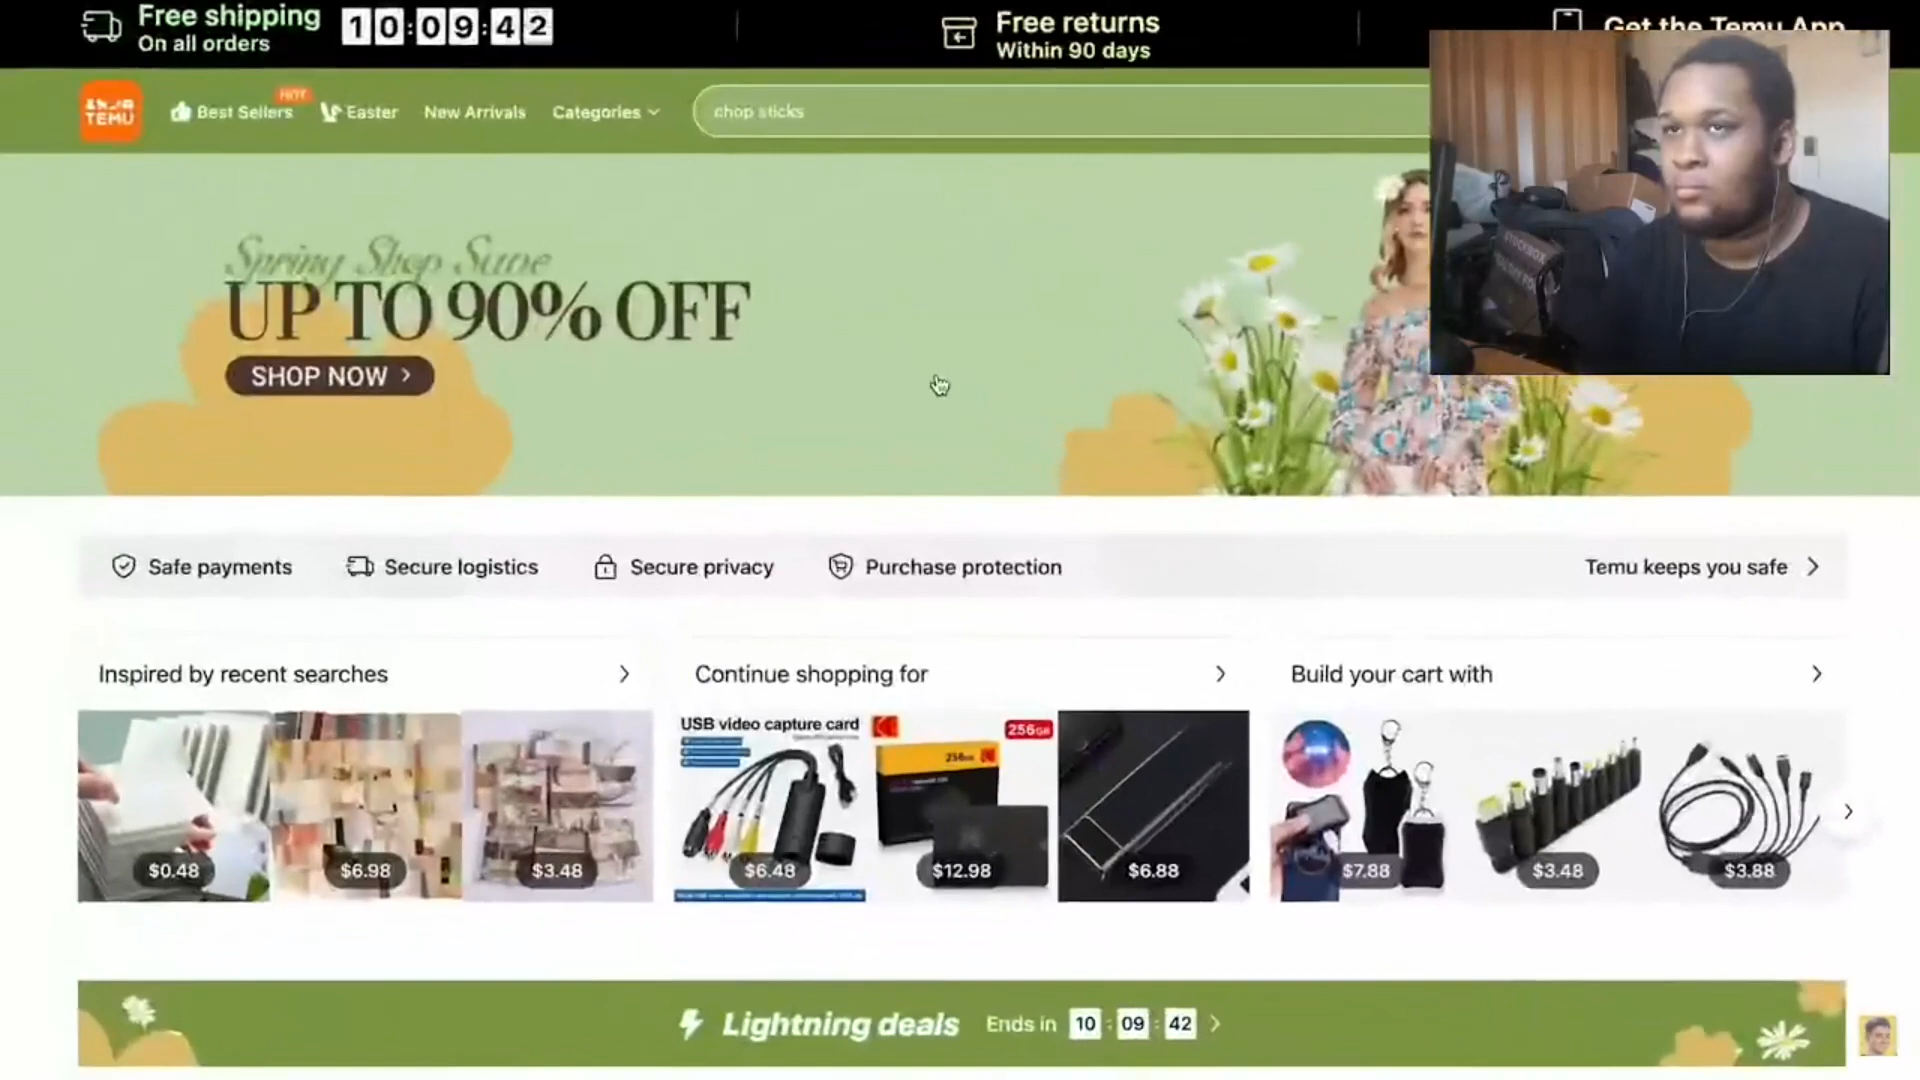 Free shipping
On all orders
10:09:42
Free returns
Within 90 days
Get the Temu App
TEMU
Best Sellers
HOT
Easter
New Arrivals
Categories
chop sticks
Spring Shop Save
UP TO 90% OFF
SHOP NOW >
Safe payments
Secure logistics
Secure privacy
Purchase protection
Temu keeps you safe
Inspired by recent searches
Continue shopping for
Build your cart with
$0.48
$6.98
$3.48
USB video capture card
$6.48
256GB
256GB
$12.98
$6.88
$7.88
$3.48
$3.88
Lightning deals
Ends in 10 : 09 : 42